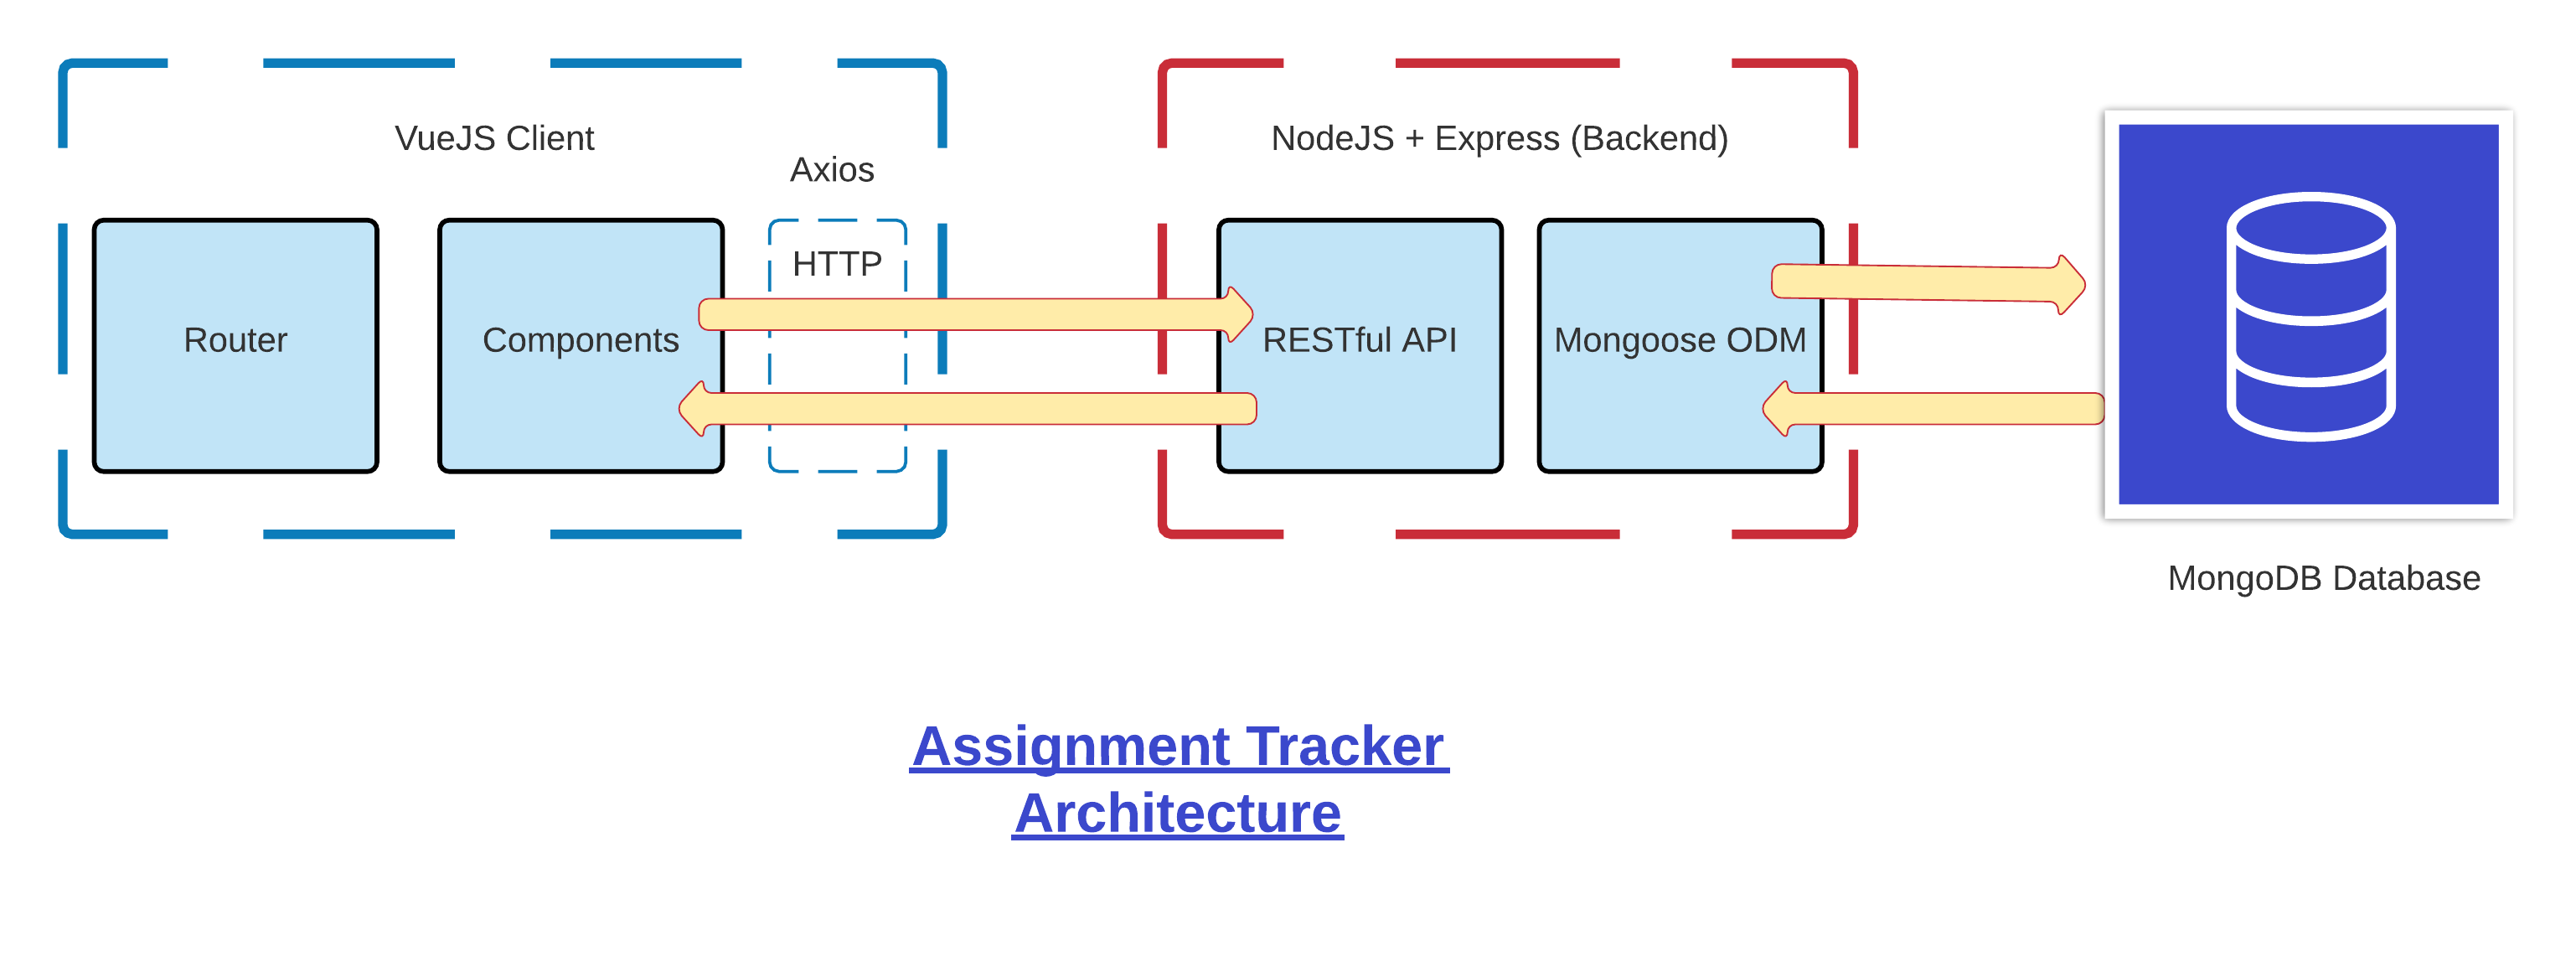 VueJS Client
Axios
HTTP
Router
Components
NodeJS + Express (Backend)
RESTful API
Mongoose ODM
MongoDB Database
Assignment Tracker
Architecture